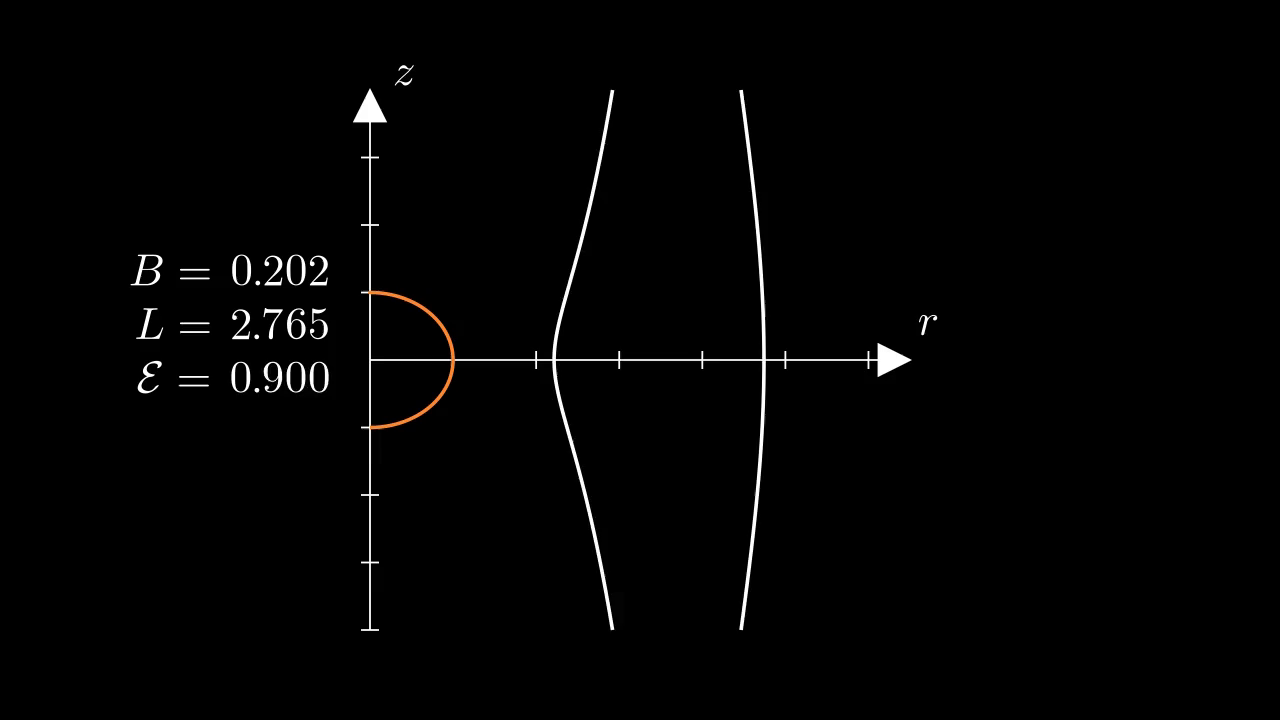 z
B = 0.202
L = 2.765
ℰ = 0.900
r